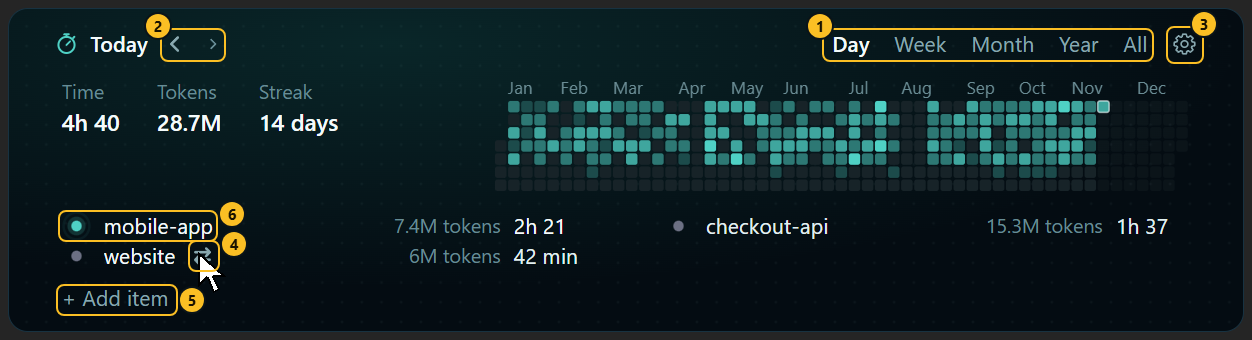 2
Today
1
Day Week Month Year All
3
Time Tokens Streak
4h 40 28.7M 14 days
Jan Feb Mar Apr May Jun Jul Aug Sep Oct Nov Dec
mobile-app
6
7.4M tokens 2h 21
checkout-api
15.3M tokens 1h 37
website
4
6M tokens 42 min
+ Add item
5